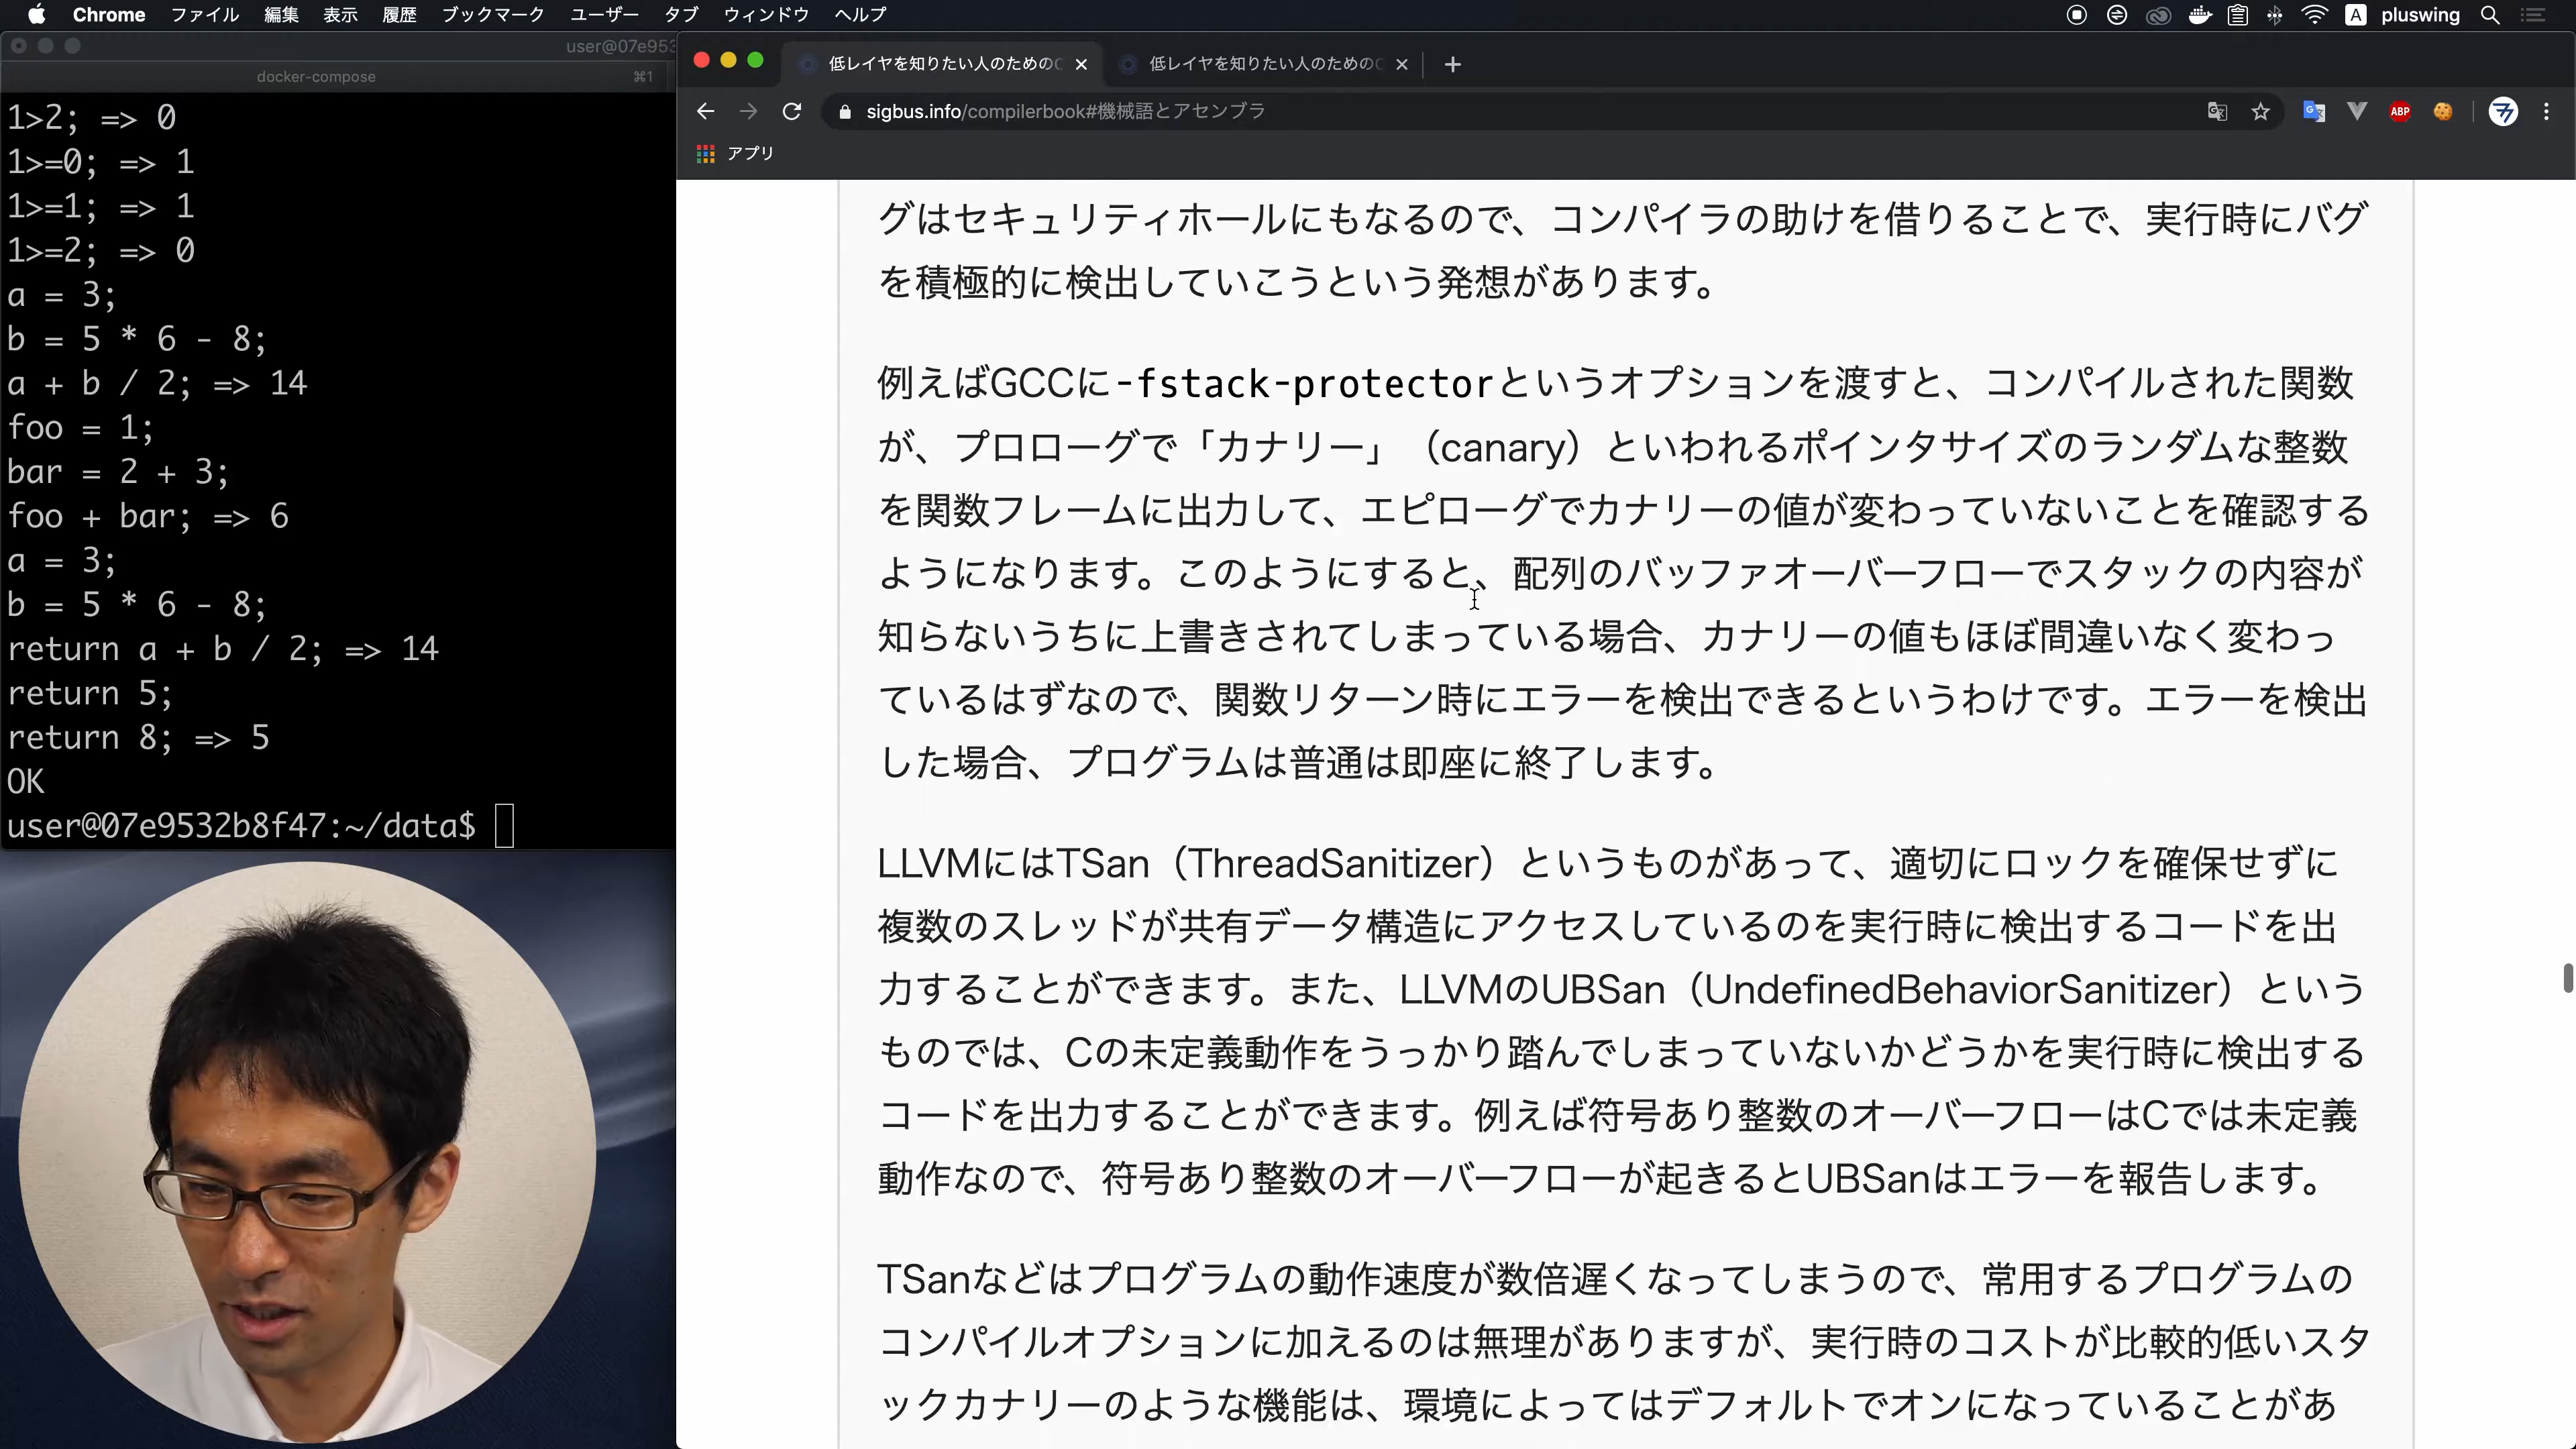 Chrome ファイル 編集 表示 履歴 ブックマーク ユーザー タブ ウィンドウ ヘルプ A pluswing
user@07e953
docker-compose ⌘1
1>2; => 0
1>=0; => 1
1>=1; => 1
1>=2; => 0
a = 3;
b = 5 * 6 - 8;
a + b / 2; => 14
foo = 1;
bar = 2 + 3;
foo + bar; => 6
a = 3;
b = 5 * 6 - 8;
return a + b / 2; => 14
return 5;
return 8; => 5
OK
user@07e9532b8f47:~/data$
低レイヤを知りたい人のための 低レイヤを知りたい人のための
sigbus.info/compilerbook#機械語とアセンブラ ABP
アプリ
グはセキュリティホールにもなるので、コンパイラの助けを借りることで、実行時にバグ
を積極的に検出していこうという発想があります。
例えばGCCに-fstack-protectorというオプションを渡すと、コンパイルされた関数
が、プロローグで「カナリー」（canary）といわれるポインタサイズのランダムな整数
を関数フレームに出力して、エピローグでカナリーの値が変わっていないことを確認する
ようになります。このようにすると、配列のバッファオーバーフローでスタックの内容が
知らないうちに上書きされてしまっている場合、カナリーの値もほぼ間違いなく変わっ
ているはずなので、関数リターン時にエラーを検出できるというわけです。エラーを検出
した場合、プログラムは普通は即座に終了します。
LLVMにはTSan（ThreadSanitizer）というものがあって、適切にロックを確保せずに
複数のスレッドが共有データ構造にアクセスしているのを実行時に検出するコードを出
力することができます。また、LLVMのUBSan（UndefinedBehaviorSanitizer）という
ものでは、Cの未定義動作をうっかり踏んでしまっていないかどうかを実行時に検出する
コードを出力することができます。例えば符号あり整数のオーバーフローはCでは未定義
動作なので、符号あり整数のオーバーフローが起きるとUBSanはエラーを報告します。
TSanなどはプログラムの動作速度が数倍遅くなってしまうので、常用するプログラムの
コンパイルオプションに加えるのは無理がありますが、実行時のコストが比較的低いスタ
ックカナリーのような機能は、環境によってはデフォルトでオンになっていることがあ